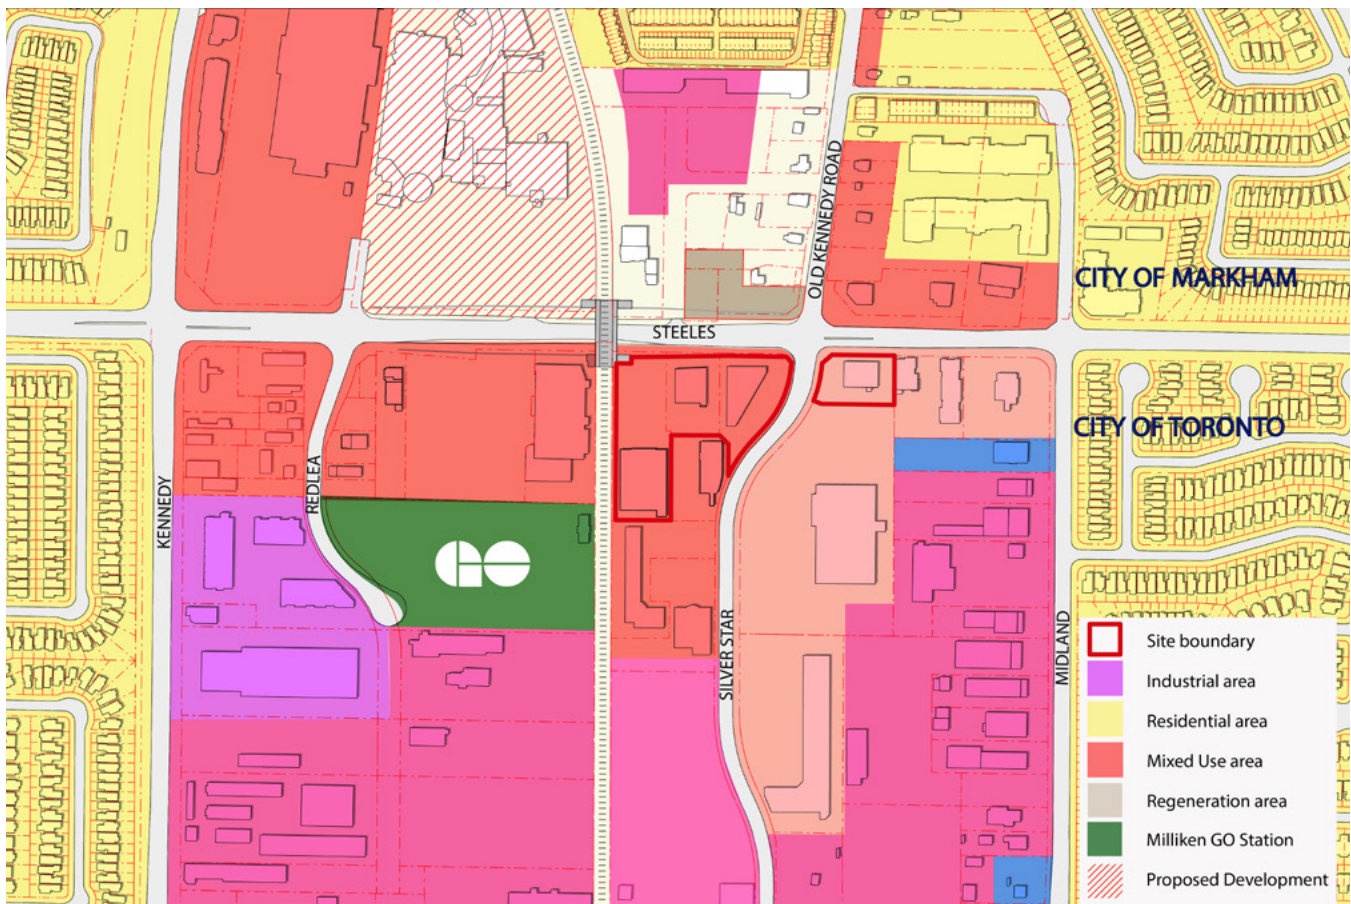 OLD KENNEDY ROAD
CITY OF MARKHAM
STEELES
CITY OF TORONTO
KENNEDY
REDLEA
GO
SILVER STAR
MIDLAND
Site boundary
Industrial area
Residential area
Mixed Use area
Regeneration area
Milliken GO Station
Proposed Development